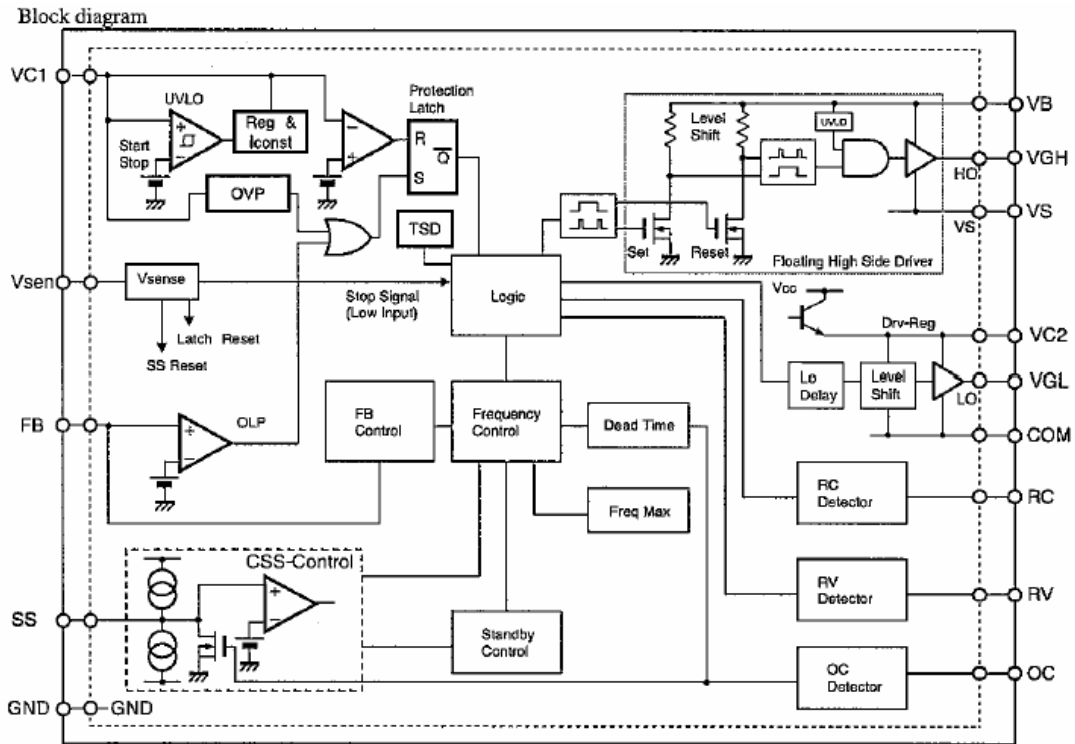 Block diagram
VC1
UVLO
Start
Stop
+
−
Reg &
Iconst
−
+
Protection
Latch
R
Q
S
OVP
TSD
Level
Shift
UVLO
Set
Reset
HO
VS
Floating High Side Driver
VB
VGH
VS
Vsen
Vsense
Latch Reset
SS Reset
Stop Signal
(Low Input)
Logic
Vcc
Drv-Reg
VC2
Lo
Delay
Level
Shift
LO
VGL
COM
FB
+
−
OLP
FB
Control
Frequency
Control
Dead Time
Freq Max
RC
Detector
RC
CSS-Control
+
−
SS
Standby
Control
RV
Detector
RV
OC
Detector
OC
GND
GND